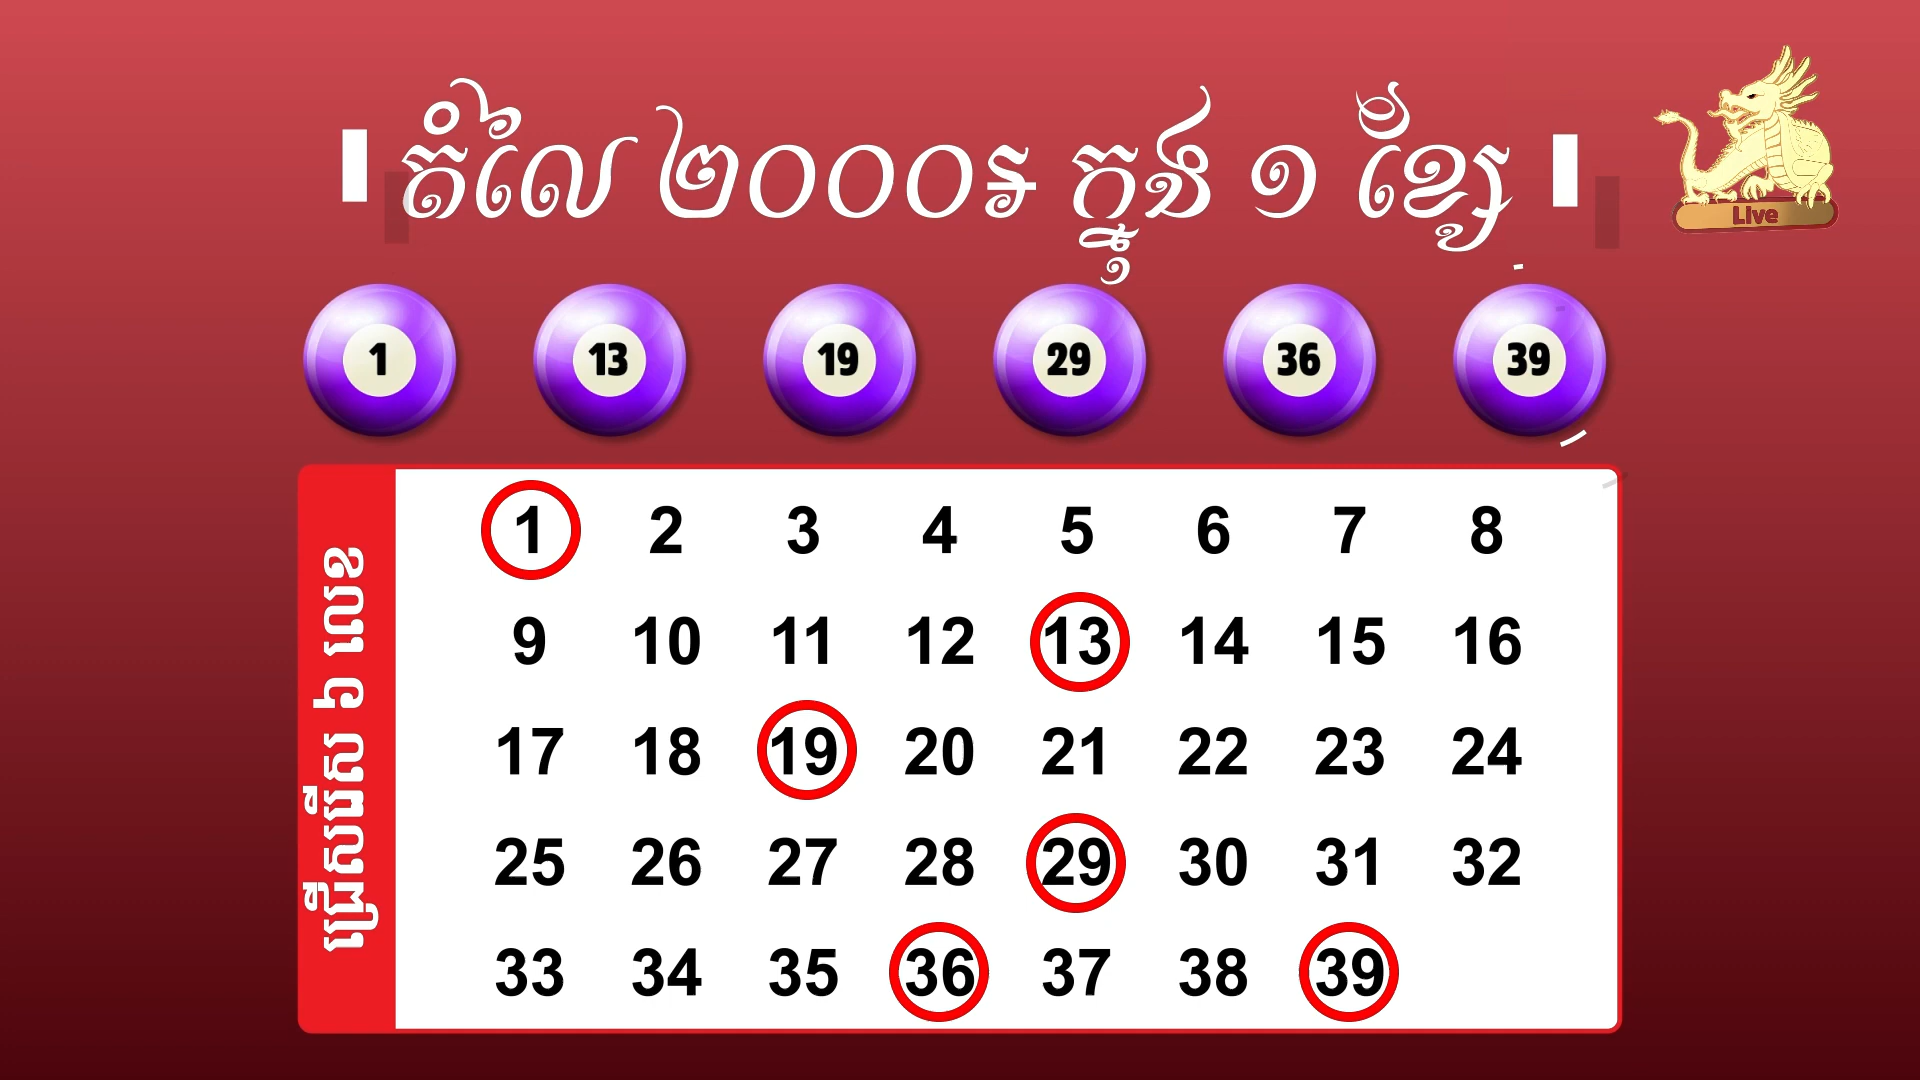 តំលៃ ២០០០៛ ក្នុង ១ ខ្សែ
Live
1 13 19 29 36 39
ជ្រើសរើស ៦ លេខ
1 2 3 4 5 6 7 8
9 10 11 12 13 14 15 16
17 18 19 20 21 22 23 24
25 26 27 28 29 30 31 32
33 34 35 36 37 38 39